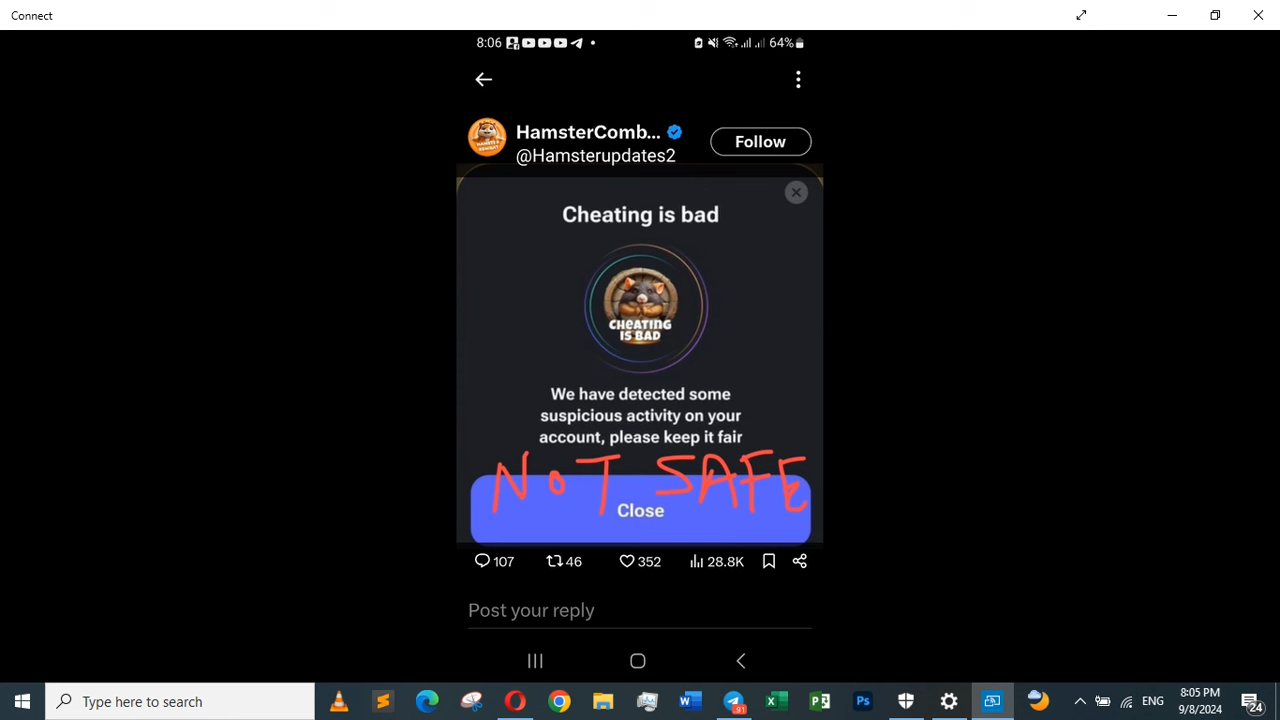 Connect
8:06 64%
HamsterComb...
Follow
@Hamsterupdates2
Cheating is bad
CHEATING
IS BAD
We have detected some
suspicious activity on your
account, please keep it fair
NOT SAFE
Close
107 46 352 28.8K
Post your reply
Type here to search
.91
ENG
8:05 PM
9/8/2024
24